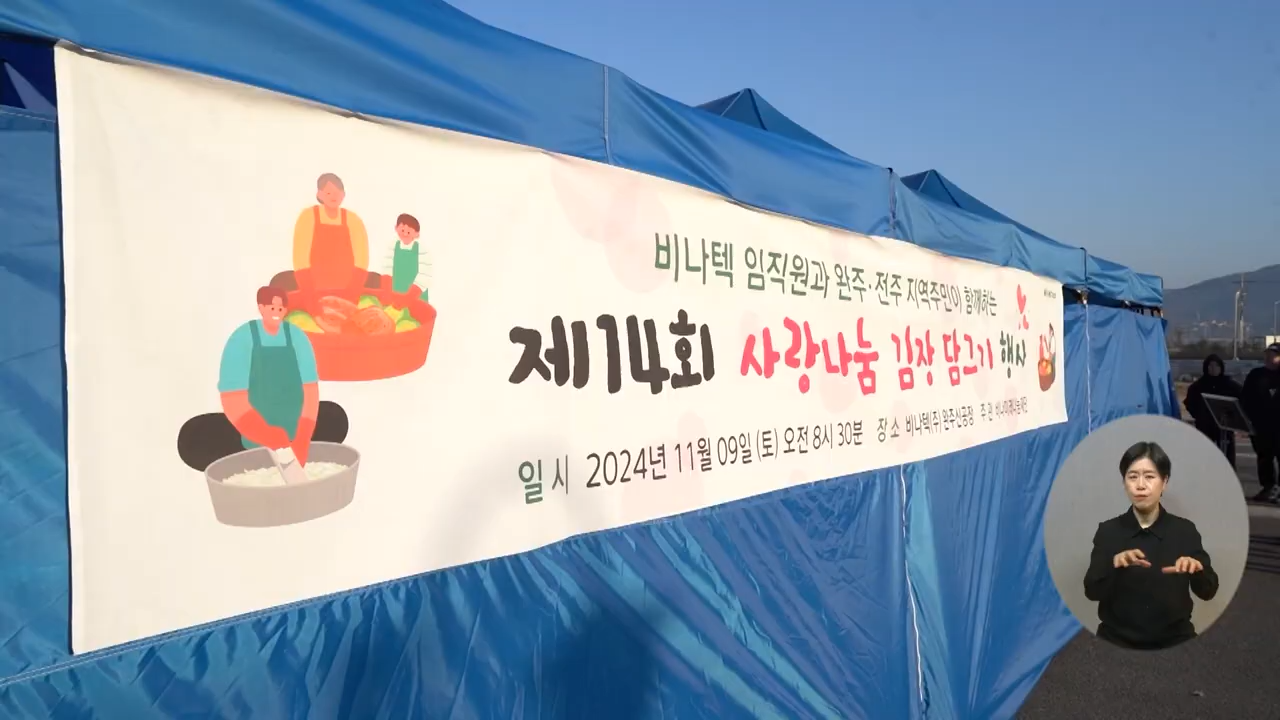 비나텍 임직원과 완주·전주 지역주민이 함께하는
제14회 사랑나눔 김장 담그기 행사
일시 2024년 11월 09일 (토) 오전 8시 30분 장소 비나텍(주) 완주신공장 주관